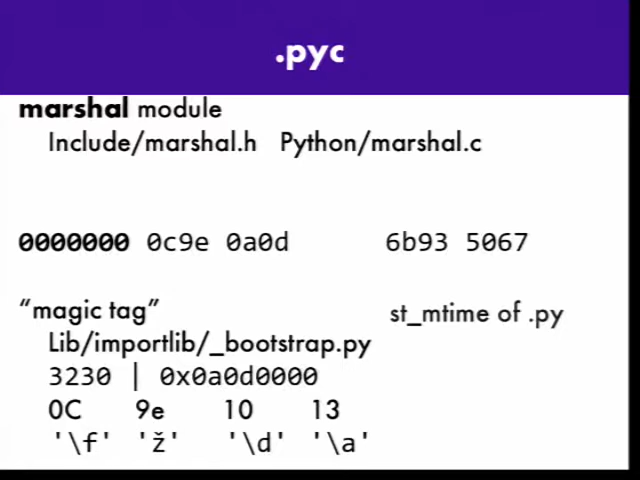 .pyc
marshal module
Include/marshal.h Python/marshal.c
0000000 0c9e 0a0d 6b93 5067
“magic tag” st_mtime of .py
Lib/importlib/_bootstrap.py
3230 | 0x0a0d0000
0C 9e 10 13
'\f' 'ž' '\d' '\a'